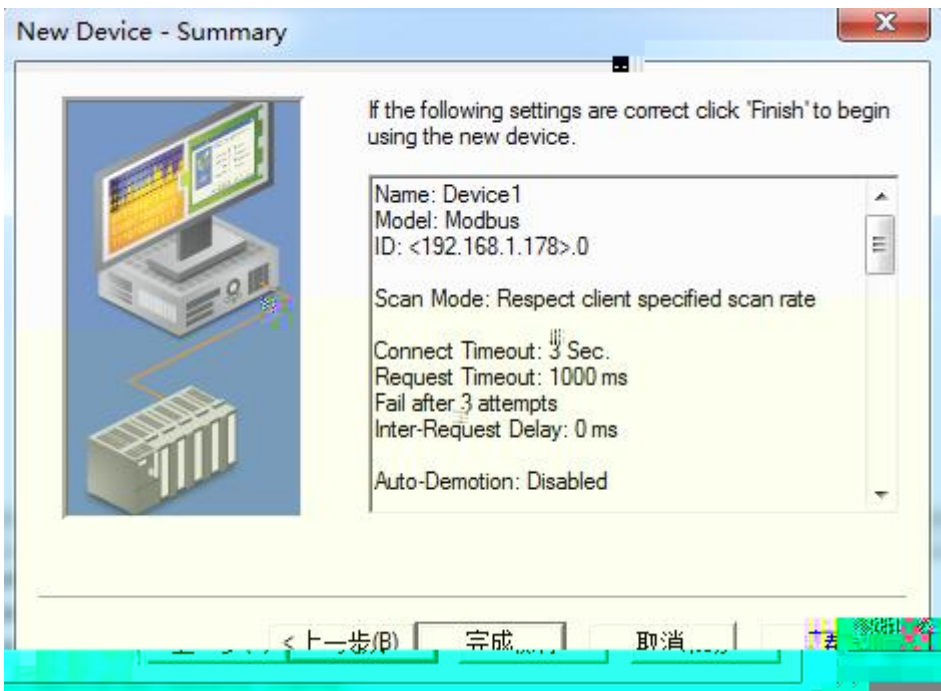 New Device - Summary
If the following settings are correct click 'Finish' to begin
using the new device.
Name: Device1
Model: Modbus
ID: <192.168.1.178>.0
Scan Mode: Respect client specified scan rate
Connect Timeout: 3 Sec.
Request Timeout: 1000 ms
Fail after 3 attempts
Inter-Request Delay: 0 ms
Auto-Demotion: Disabled
<上一步(B) 完成 取消